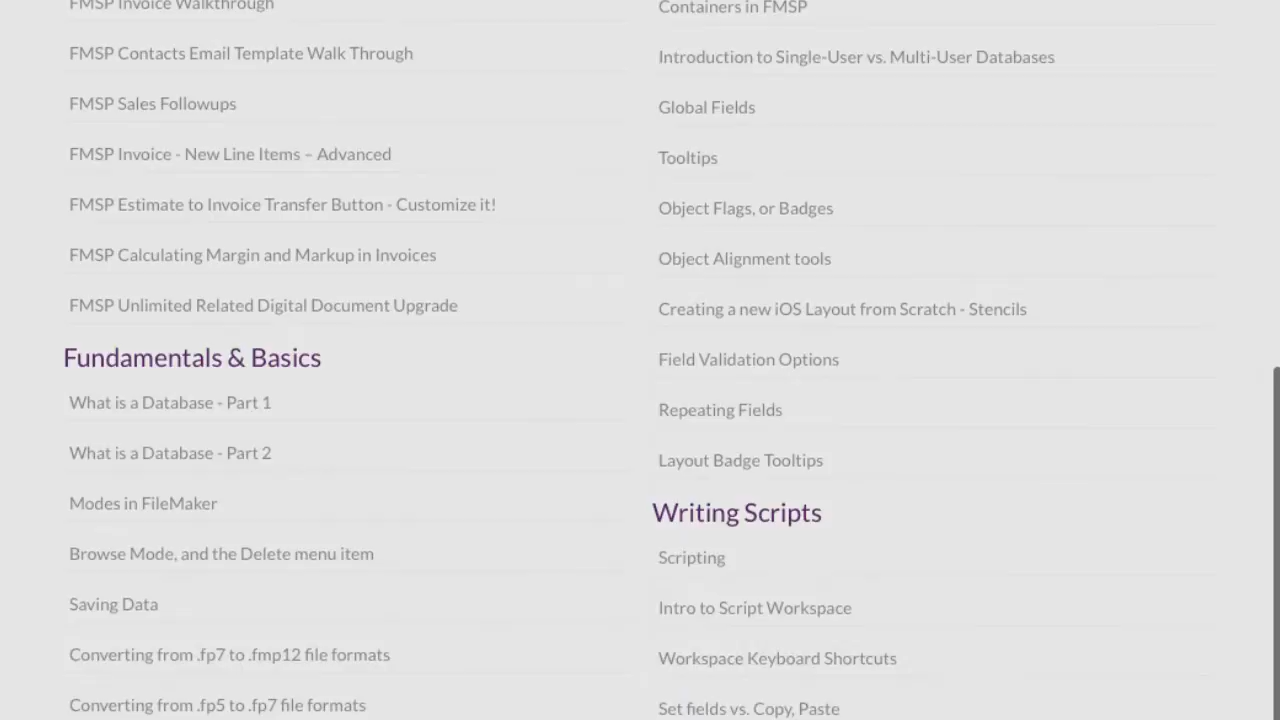 FMSP Invoice Walkthrough
FMSP Contacts Email Template Walk Through
FMSP Sales Followups
FMSP Invoice - New Line Items – Advanced
FMSP Estimate to Invoice Transfer Button - Customize it!
FMSP Calculating Margin and Markup in Invoices
FMSP Unlimited Related Digital Document Upgrade
Fundamentals & Basics
What is a Database - Part 1
What is a Database - Part 2
Modes in FileMaker
Browse Mode, and the Delete menu item
Saving Data
Converting from .fp7 to .fmp12 file formats
Converting from .fp5 to .fp7 file formats
Containers in FMSP
Introduction to Single-User vs. Multi-User Databases
Global Fields
Tooltips
Object Flags, or Badges
Object Alignment tools
Creating a new iOS Layout from Scratch - Stencils
Field Validation Options
Repeating Fields
Layout Badge Tooltips
Writing Scripts
Scripting
Intro to Script Workspace
Workspace Keyboard Shortcuts
Set fields vs. Copy, Paste